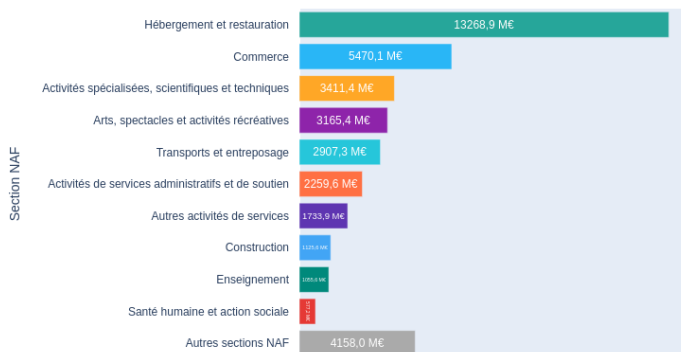 Hébergement et restauration
13268,9 M€
Commerce
5470,1 M€
Activités spécialisées, scientifiques et techniques
3411,4 M€
Arts, spectacles et activités récréatives
3165,4 M€
Transports et entreposage
2907,3 M€
Activités de services administratifs et de soutien
2259,6 M€
Autres activités de services
1733,9 M€
Construction
Enseignement
Santé humaine et action sociale
Autres sections NAF
4158,0 M€
Section NAF